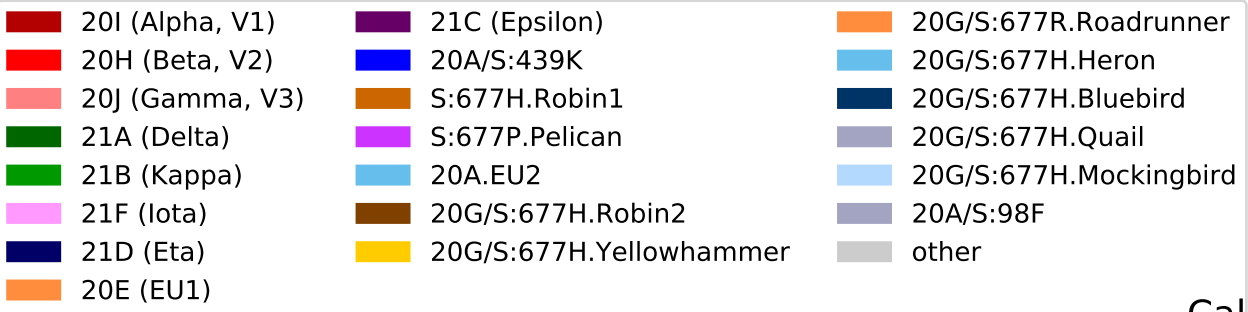 20I (Alpha, V1)
20H (Beta, V2)
20J (Gamma, V3)
21A (Delta)
21B (Kappa)
21F (Iota)
21D (Eta)
20E (EU1)
21C (Epsilon)
20A/S:439K
S:677H.Robin1
S:677P.Pelican
20A.EU2
20G/S:677H.Robin2
20G/S:677H.Yellowhammer
20G/S:677R.Roadrunner
20G/S:677H.Heron
20G/S:677H.Bluebird
20G/S:677H.Quail
20G/S:677H.Mockingbird
20A/S:98F
other